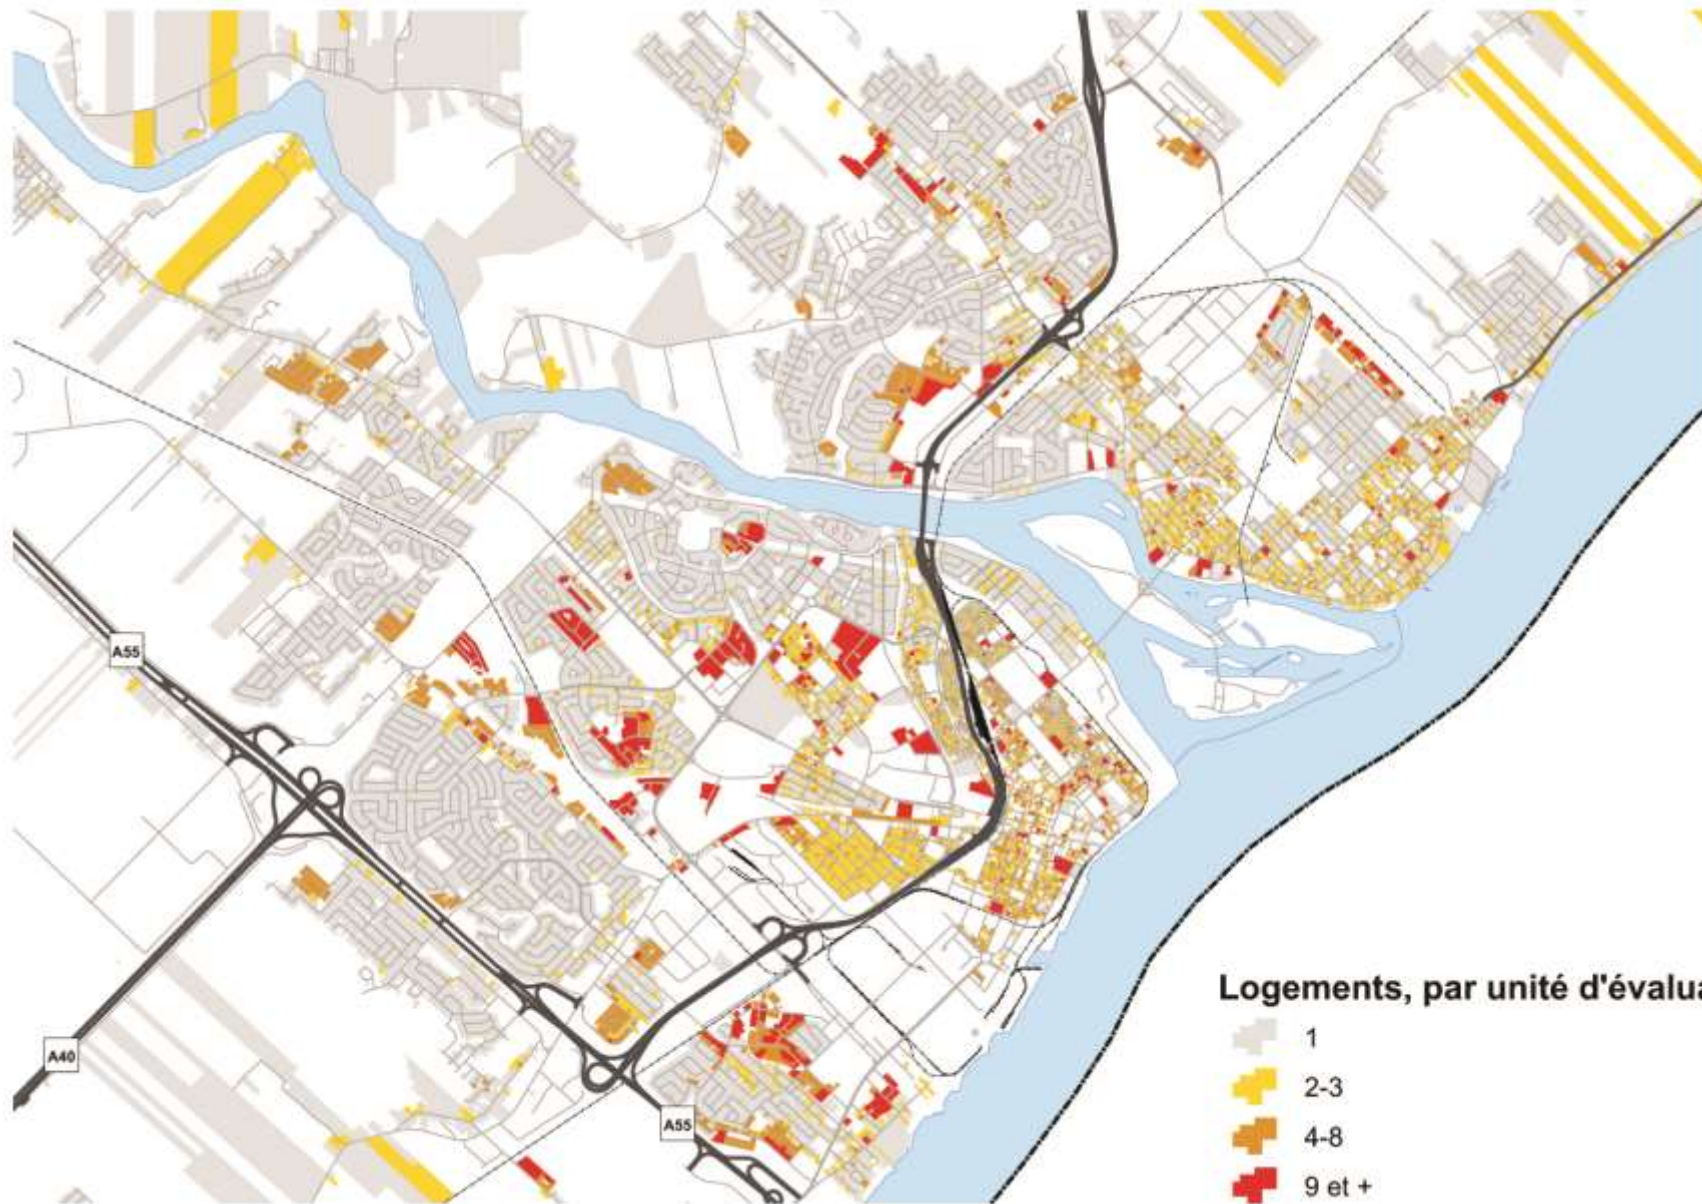 A55
A40
A55
Logements, par unité d'évalua
1
2-3
4-8
9 et +